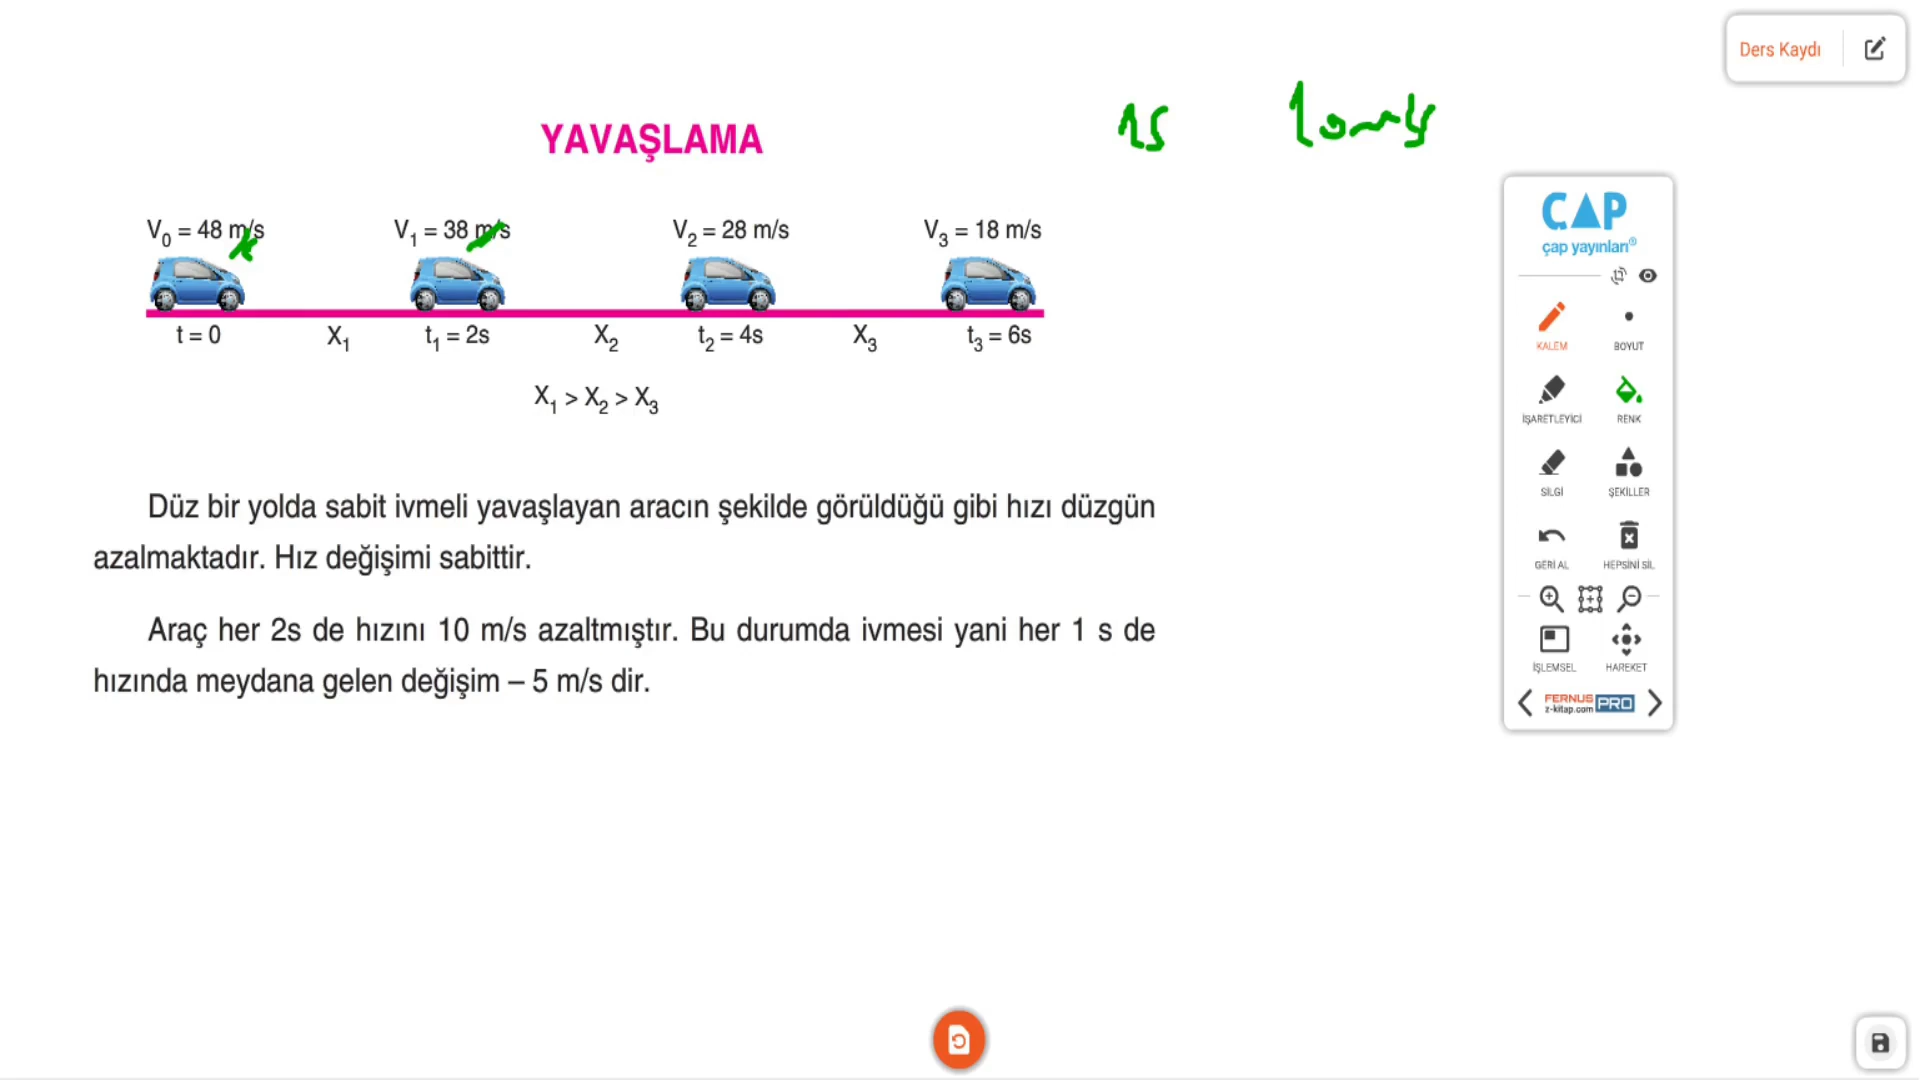 Ders Kaydı
1s 10 m/s
YAVAŞLAMA
V0 = 48 m/s V1 = 38 m/s V2 = 28 m/s V3 = 18 m/s
t = 0 X1 t1 = 2s X2 t2 = 4s X3 t3 = 6s
X1 > X2 > X3
Düz bir yolda sabit ivmeli yavaşlayan aracın şekilde görüldüğü gibi hızı düzgün
azalmaktadır. Hız değişimi sabittir.
Araç her 2s de hızını 10 m/s azaltmıştır. Bu durumda ivmesi yani her 1 s de
hızında meydana gelen değişim – 5 m/s dir.
ÇAP
çap yayınları®
KALEM BOYUT
İŞARETLEYİCİ RENK
SİLGİ ŞEKİLLER
GERİ AL HEPSİNİ SİL
İŞLEMSEL HAREKET
FERNUS PRO
z-kitap.com